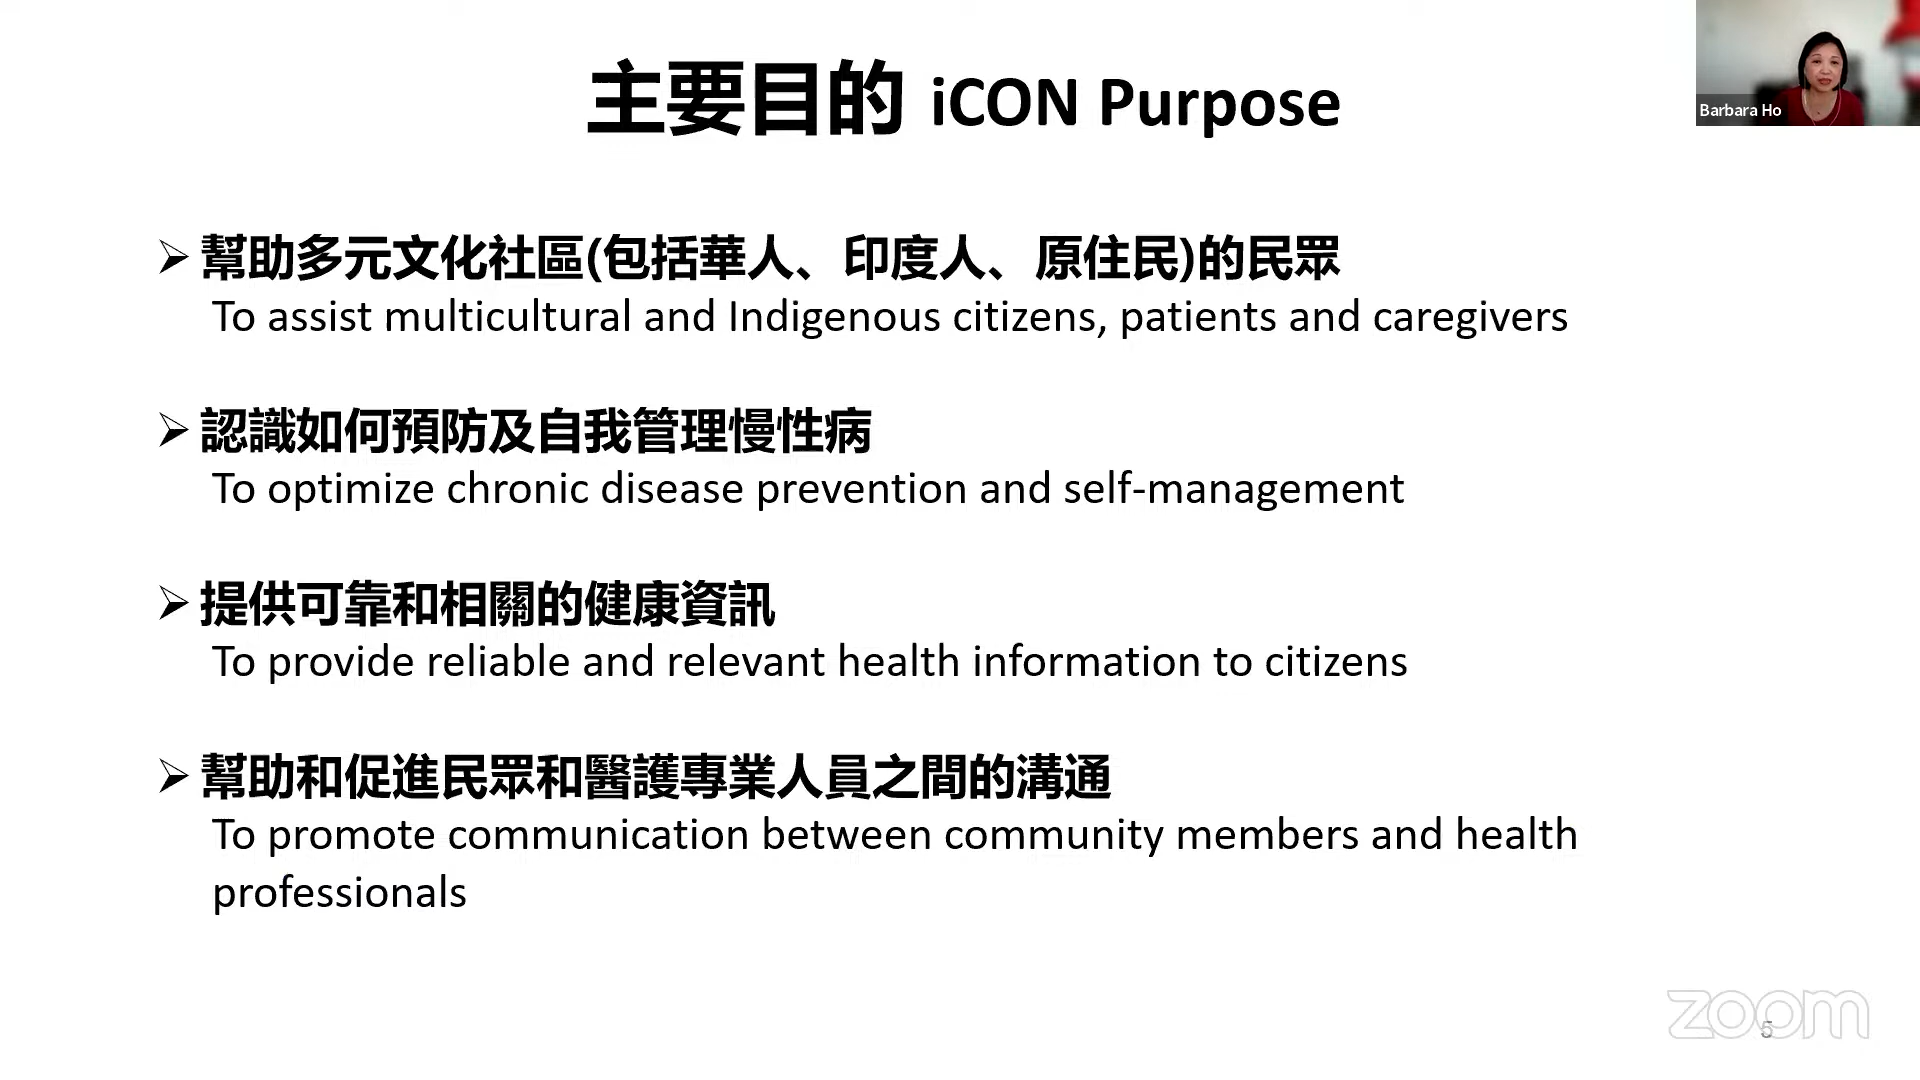 主要目的 iCON Purpose
Barbara Ho
➢ 幫助多元文化社區(包括華人、印度人、原住民)的民眾
To assist multicultural and Indigenous citizens, patients and caregivers
➢ 認識如何預防及自我管理慢性病
To optimize chronic disease prevention and self-management
➢ 提供可靠和相關的健康資訊
To provide reliable and relevant health information to citizens
➢ 幫助和促進民眾和醫護專業人員之間的溝通
To promote communication between community members and health
professionals
zoom
5